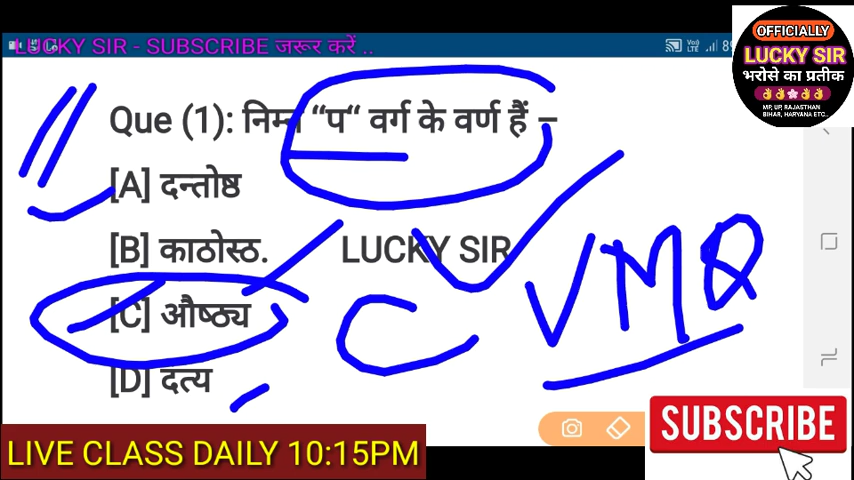 LUCKY SIR - SUBSCRIBE जरूर करें ..
OFFICIALLY
LUCKY SIR
भरोसे का प्रतीक
MP, UP, RAJASTHAN
BIHAR, HARYANA ETC..
Que (1): निम्न “प“ वर्ग के वर्ण हैं –
[A] दन्तोष्ठ
[B] काठोस्ठ. LUCKY SIR
[C] औष्ठ्य
C VMQ
[D] दत्य
SUBSCRIBE
LIVE CLASS DAILY 10:15PM